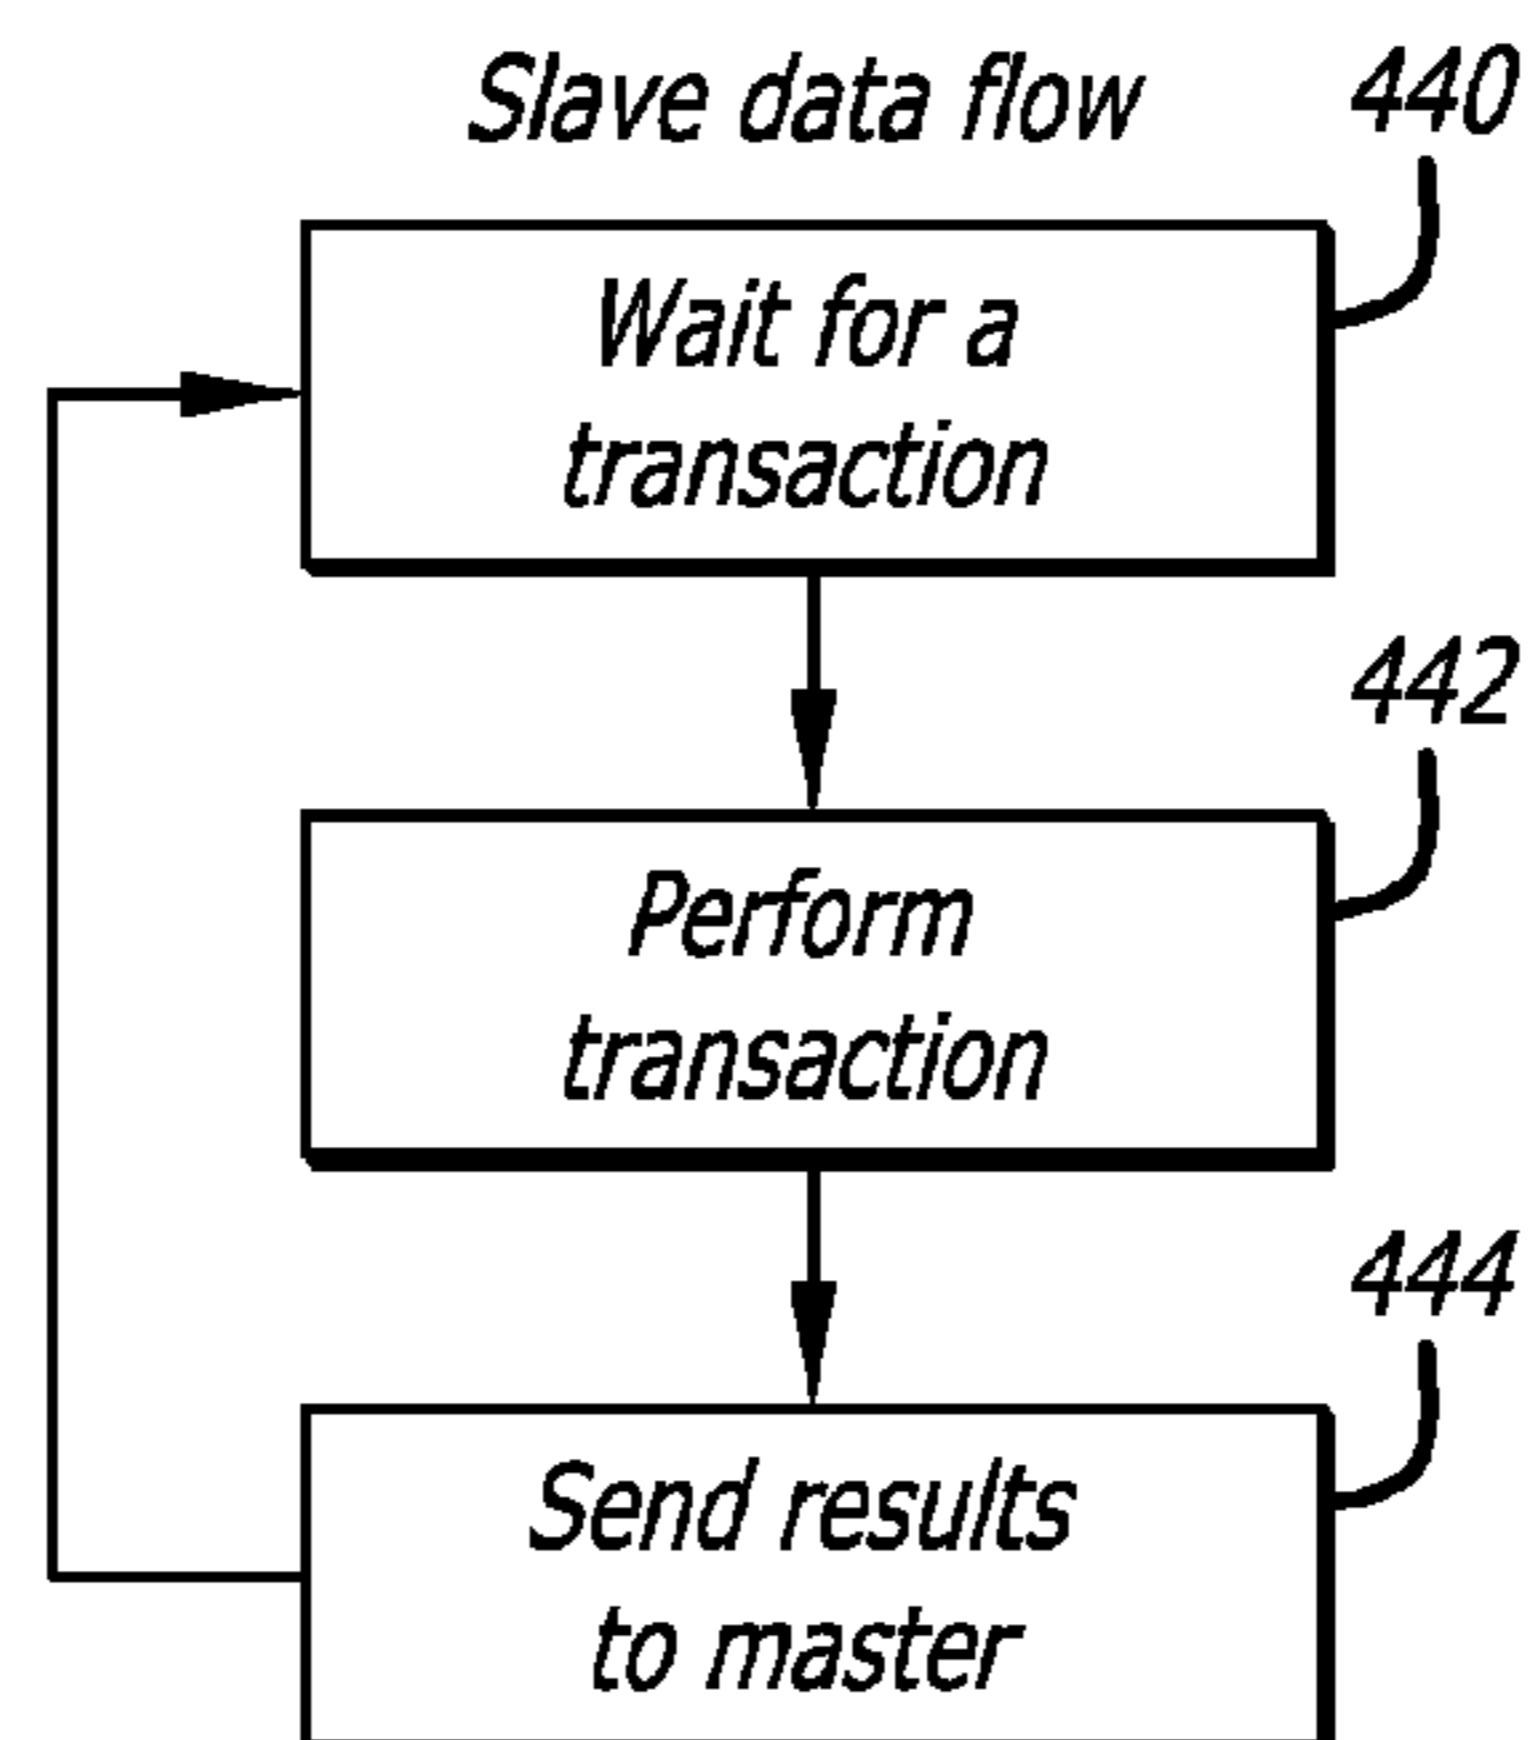 Slave data flow
440
Wait for a
transaction
442
Perform
transaction
444
Send results
to master